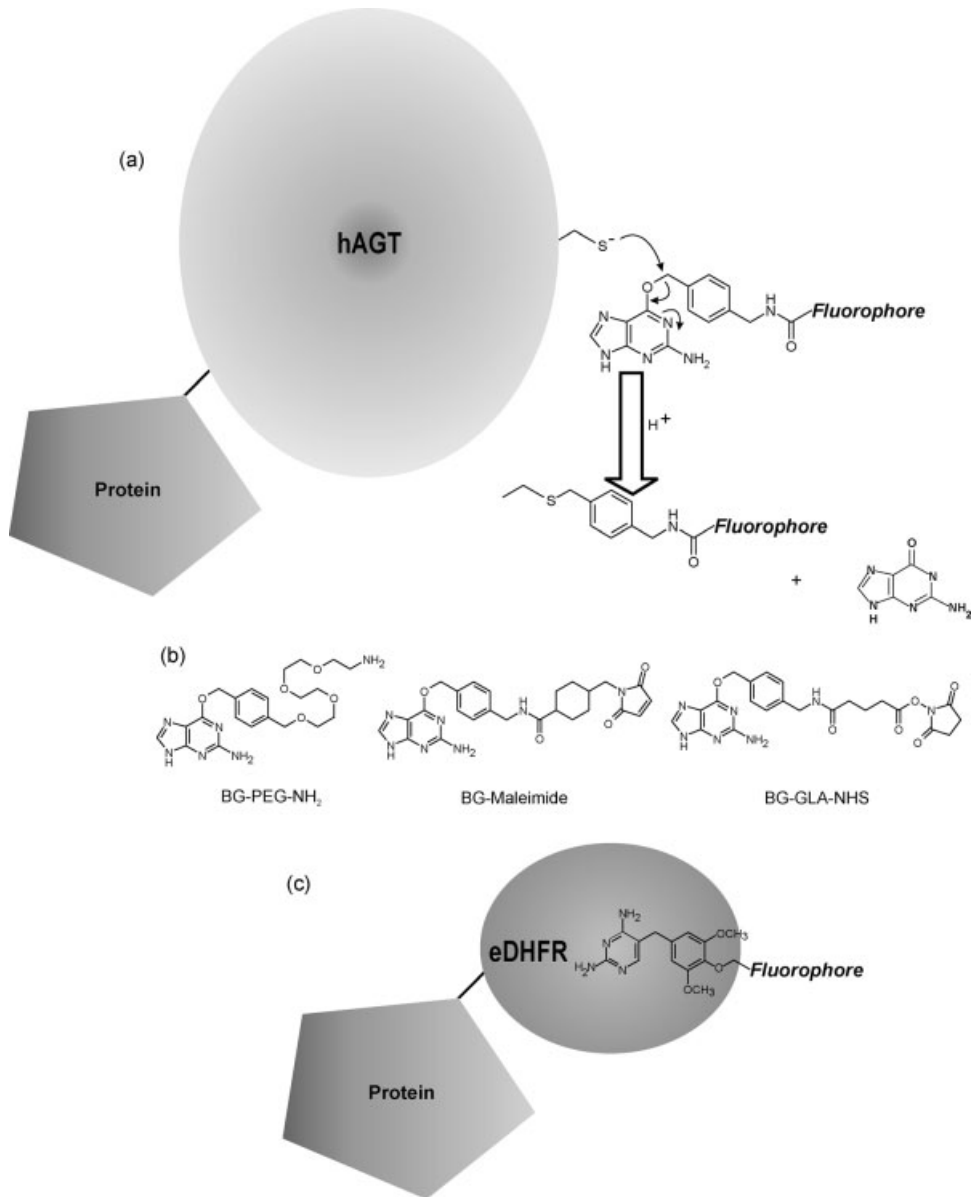 (a)
hAGT
S-
O
N
N
N
H
N
NH2
H
N
O
Fluorophore
H+
Protein
S
H
N
O
Fluorophore
+
O
N
N
N
H
N
NH2
(b)
O
N
N
N
H
N
NH2
O
O
O
O
NH2
BG-PEG-NH2
O
N
N
N
H
N
NH2
H
N
O
N
O
O
BG-Maleimide
O
N
N
N
H
N
NH2
H
N
O
O
O
N
O
O
BG-GLA-NHS
(c)
eDHFR
NH2
N
H2N
N
OCH3
O
OCH3
Fluorophore
Protein